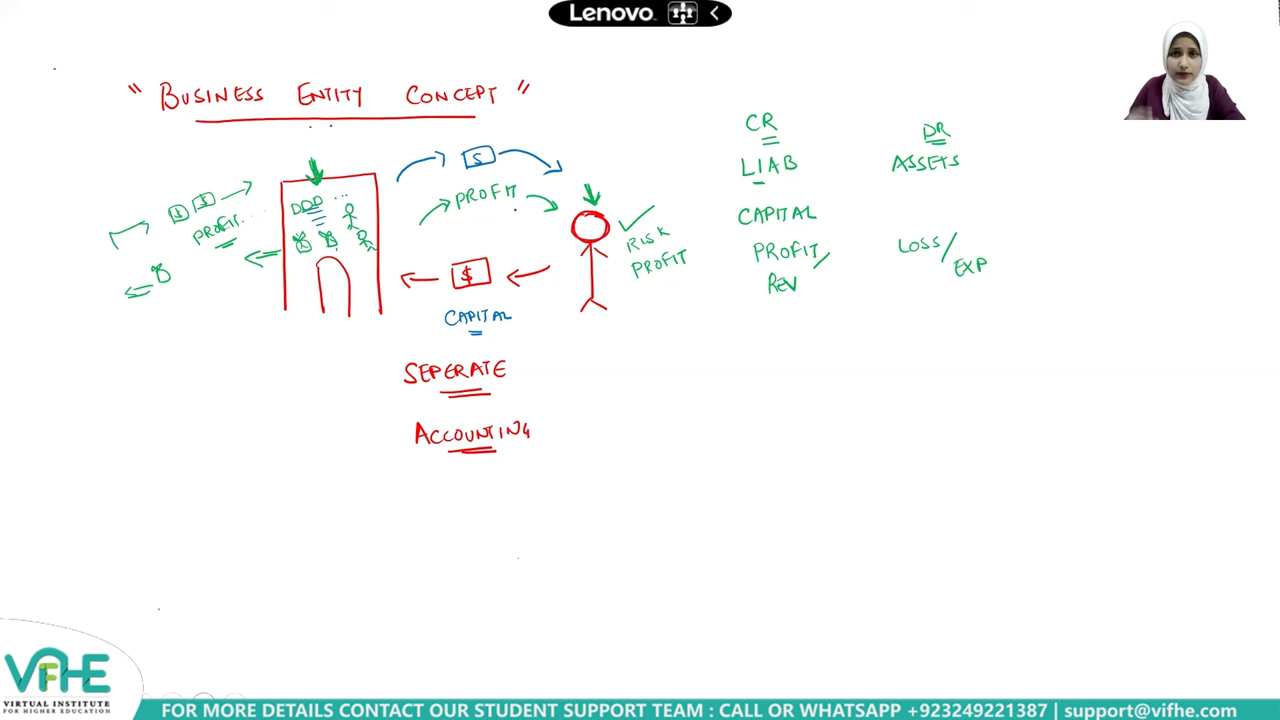 Lenovo
" BUSINESS ENTITY CONCEPT "
CR
DR
LIAB
ASSETS
CAPITAL
PROFIT/
REV
LOSS/
EXP
$
$ $
PROFIT...
S
PROFIT
RISK
PROFIT
$
CAPITAL
SEPERATE
ACCOUNTING
VFHE
VIRTUAL INSTITUTE
FOR HIGHER EDUCATION
FOR MORE DETAILS CONTACT OUR STUDENT SUPPORT TEAM : CALL OR WHATSAPP +923249221387 | support@vifhe.com